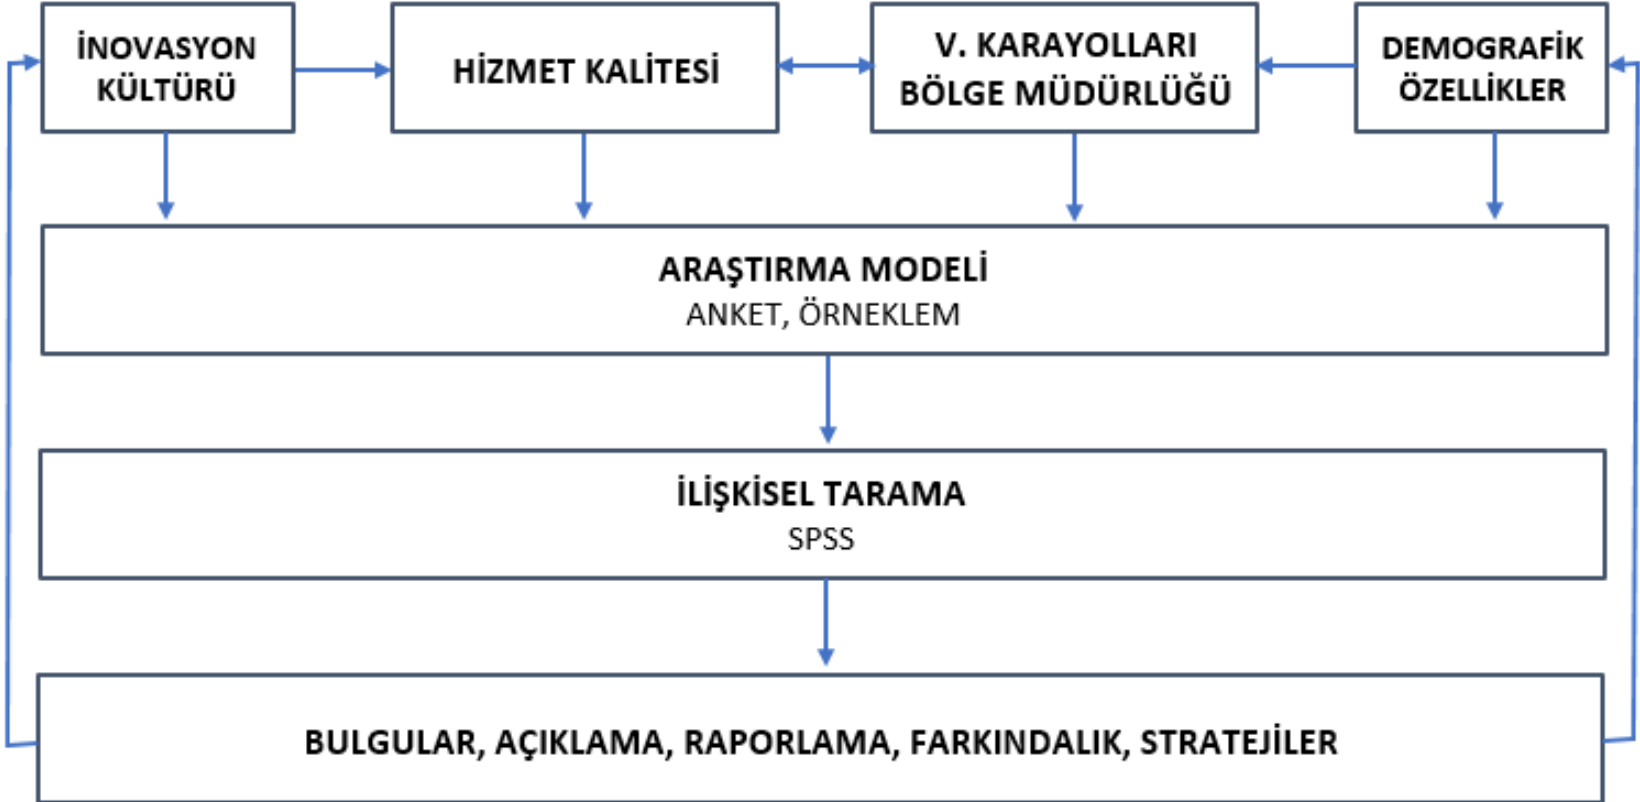 İNOVASYON
KÜLTÜRÜ
HİZMET KALİTESİ
V. KARAYOLLARI
BÖLGE MÜDÜRLÜĞÜ
DEMOGRAFİK
ÖZELLİKLER
ARAŞTIRMA MODELİ
ANKET, ÖRNEKLEM
İLİŞKİSEL TARAMA
SPSS
BULGULAR, AÇIKLAMA, RAPORLAMA, FARKINDALIK, STRATEJİLER